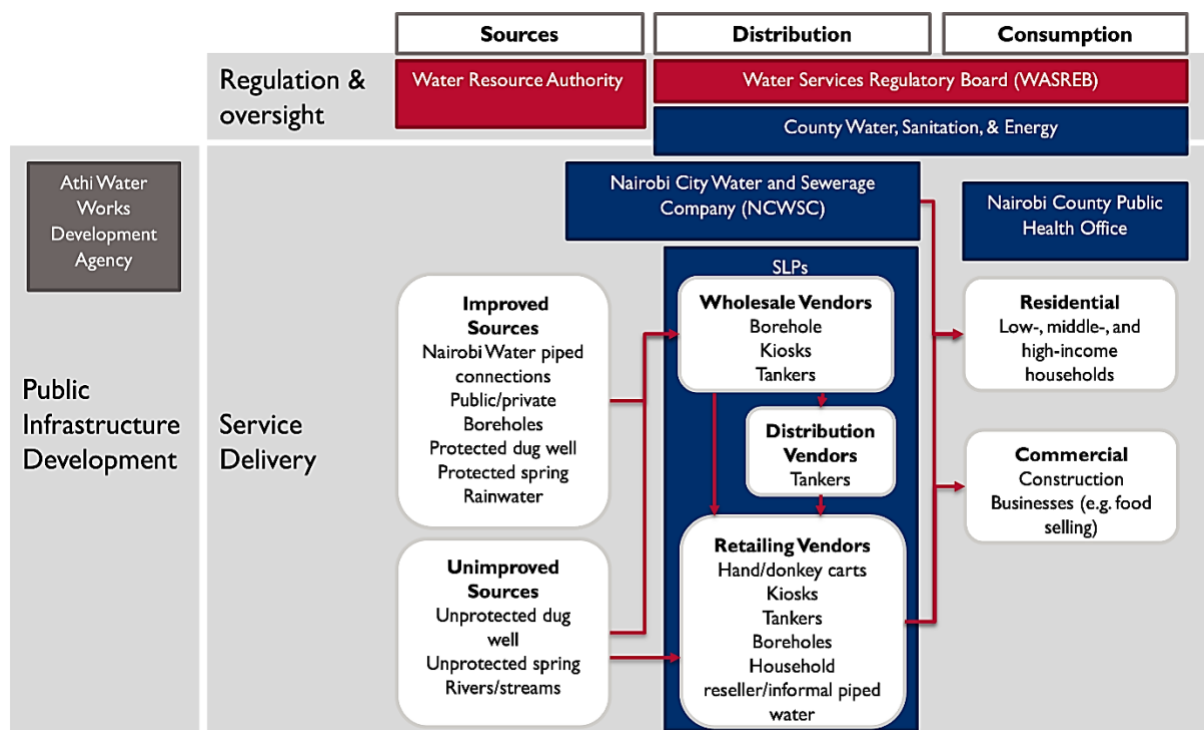 Sources
Distribution
Consumption
Regulation &
oversight
Water Resource Authority
Water Services Regulatory Board (WASREB)
County Water, Sanitation, & Energy
Athi Water
Works
Development
Agency
Public
Infrastructure
Development
Service
Delivery
Nairobi City Water and Sewerage
Company (NCWSC)
Nairobi County Public
Health Office
Improved
Sources
Nairobi Water piped
connections
Public/private
Boreholes
Protected dug well
Protected spring
Rainwater
Unimproved
Sources
Unprotected dug
well
Unprotected spring
Rivers/streams
SLPs
Wholesale Vendors
Borehole
Kiosks
Tankers
Distribution
Vendors
Tankers
Retailing Vendors
Hand/donkey carts
Kiosks
Tankers
Boreholes
Household
reseller/informal piped
water
Residential
Low-, middle-, and
high-income
households
Commercial
Construction
Businesses (e.g. food
selling)